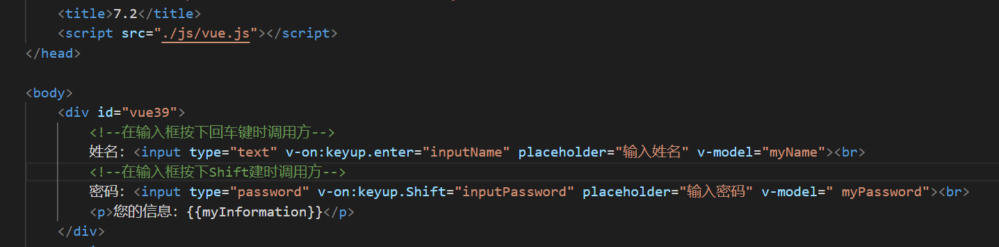 <title>7.2</title>
<script src="./js/vue.js"></script>
</head>
<body>
<div id="vue39">
<!--在输入框按下回车键时调用方-->
姓名：<input type="text" v-on:keyup.enter="inputName" placeholder="输入姓名" v-model="myName"><br>
<!--在输入框按下Shift建时调用方-->
密码：<input type="password" v-on:keyup.Shift="inputPassword" placeholder="输入密码" v-model=" myPassword"><br>
<p>您的信息：{{myInformation}}</p>
</div>